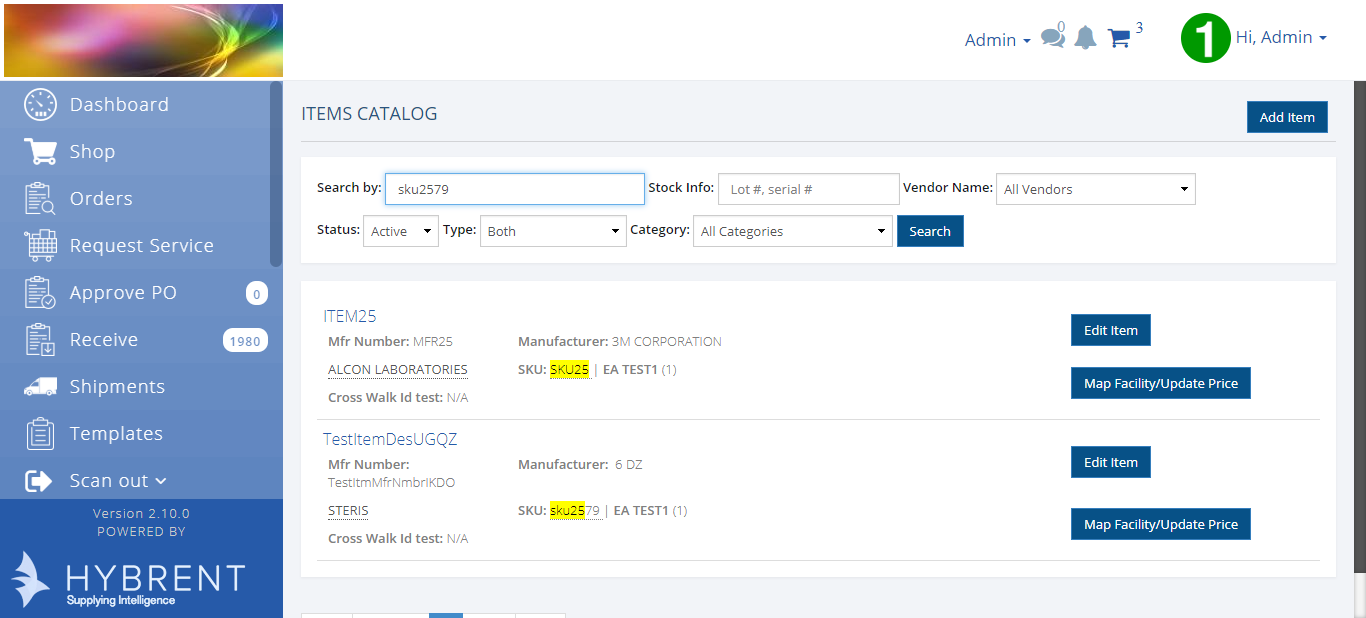 Admin 0 3 1 Hi, Admin
Dashboard
Shop
Orders
Request Service
Approve PO 0
Receive 1980
Shipments
Templates
Scan out
Version 2.10.0
POWERED BY
HYBRENT
Supplying Intelligence
ITEMS CATALOG Add Item
Search by: sku2579 Stock Info: Lot #, serial # Vendor Name: All Vendors
Status: Active Type: Both Category: All Categories Search
ITEM25 Edit Item
Mfr Number: MFR25 Manufacturer: 3M CORPORATION
ALCON LABORATORIES SKU: SKU25 | EA TEST1 (1) Map Facility/Update Price
Cross Walk Id test: N/A
TestItemDesUGQZ
Mfr Number: Manufacturer: 6 DZ Edit Item
TestItmMfrNmbrIKDO
STERIS SKU: sku2579 | EA TEST1 (1) Map Facility/Update Price
Cross Walk Id test: N/A